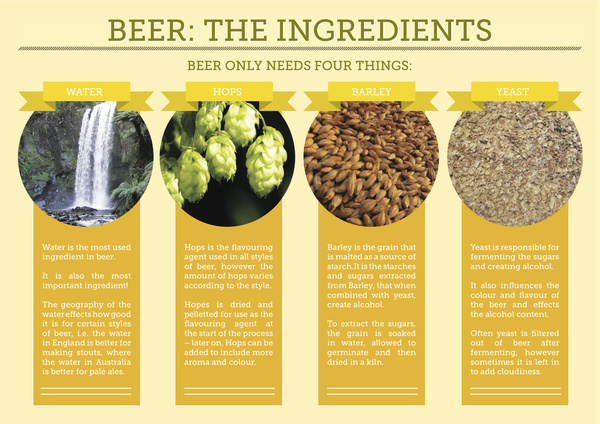 BEER: THE INGREDIENTS
BEER ONLY NEEDS FOUR THINGS:
WATER
Water is the most used
ingredient in beer.
It is also the most
important ingredient!
The geography of the
water effects how good
it is for certain styles
of beer, i.e. the water
in England is better for
making stouts, where
the water in Australia
is better for pale ales.
HOPS
Hops is the flavouring
agent used in all styles
of beer, however the
amount of hops varies
according to the style.
Hopes is dried and
pelletted for use as the
flavouring agent at
the start of the process
– later on, Hops can be
added to include more
aroma and colour.
BARLEY
Barley is the grain that
is malted as a source of
starch.It is the starches
and sugars extracted
from Barley, that when
combined with yeast,
create alcohol.
To extract the sugars,
the grain is soaked
in water, allowed to
germinate and then
dried in a kiln.
YEAST
Yeast is responsible for
fermenting the sugars
and creating alcohol.
It also influences the
colour and flavour of
the beer and effects
the alcohol content.
Often yeast is filtered
out of beer after
fermenting, however
sometimes it is left in
to add cloudiness.